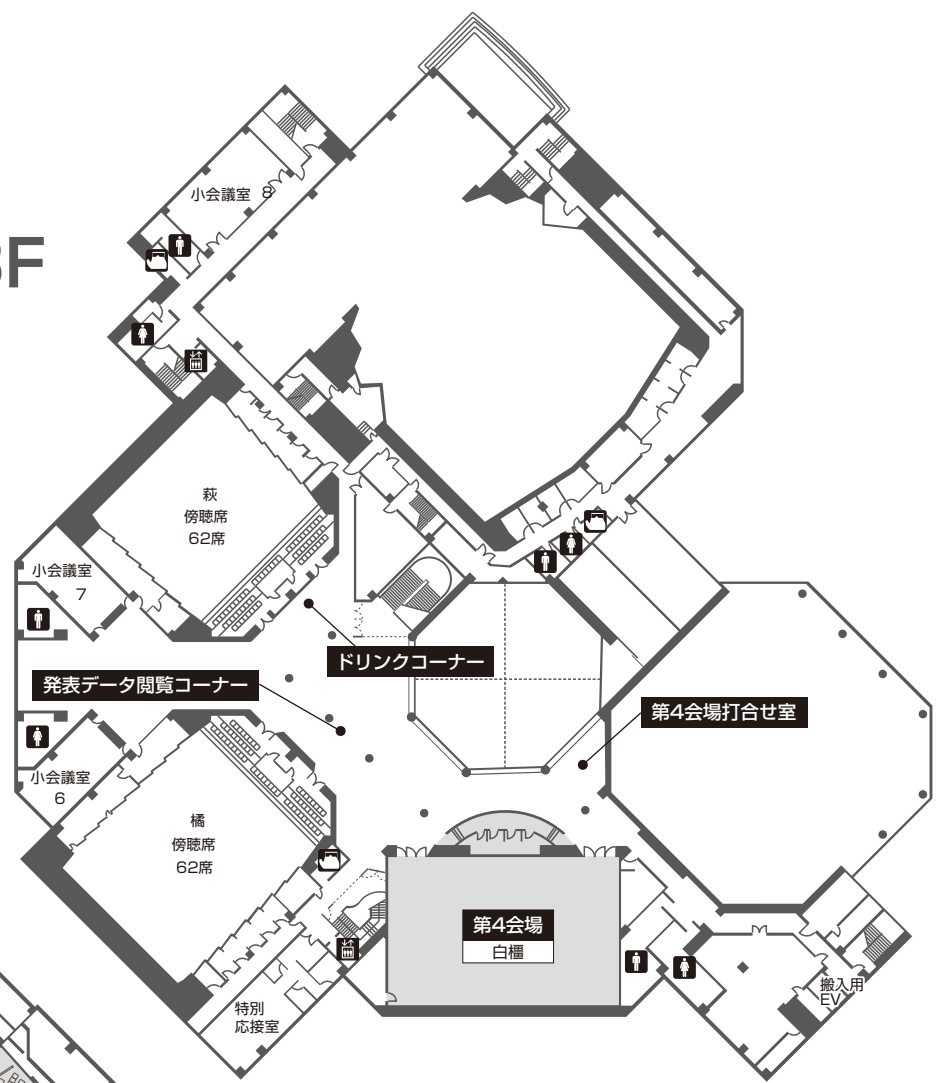 3F
小会議室 8
萩
傍聴席
62席
小会議室
7
ドリンクコーナー
発表データ閲覧コーナー
第4会場打合せ室
小会議室
6
橘
傍聴席
62席
第4会場
白橿
特別
応接室
搬入用
EV